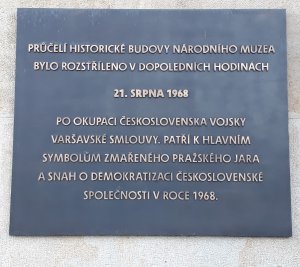 PRŮČELÍ HISTORICKÉ BUDOVY NÁRODNÍHO MUZEA
BYLO ROZSTŘÍLENO V DOPOLEDNÍCH HODINÁCH
21. SRPNA 1968
PO OKUPACI ČESKOSLOVENSKA VOJSKY
VARŠAVSKÉ SMLOUVY. PATŘÍ K HLAVNÍM
SYMBOLŮM ZMAŘENÉHO PRAŽSKÉHO JARA
A SNAH O DEMOKRATIZACI ČESKOSLOVENSKÉ
SPOLEČNOSTI V ROCE 1968.